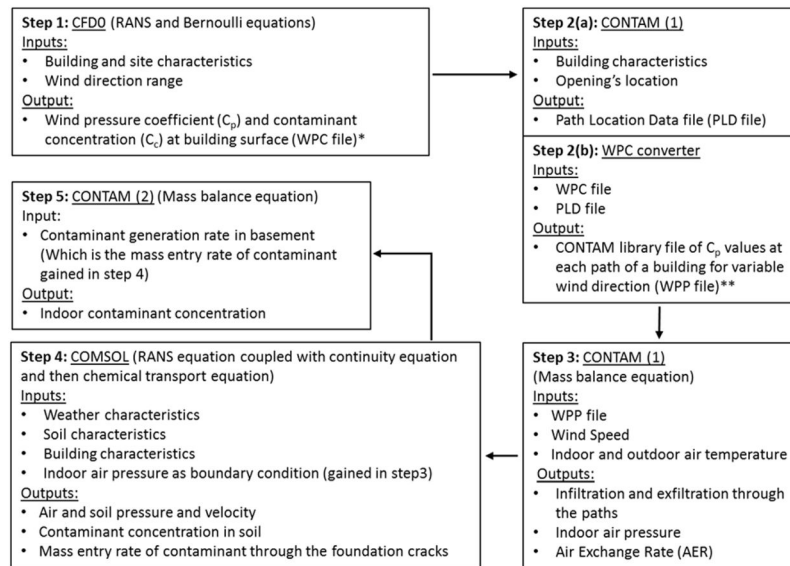 Step 1: CFD0 (RANS and Bernoulli equations)
Inputs:
• Building and site characteristics
• Wind direction range
Output:
• Wind pressure coefficient (Cp) and contaminant
concentration (Cc) at building surface (WPC file)*
Step 2(a): CONTAM (1)
Inputs:
• Building characteristics
• Opening's location
Output:
• Path Location Data file (PLD file)
Step 2(b): WPC converter
Inputs:
• WPC file
• PLD file
Output:
• CONTAM library file of Cp values at
each path of a building for variable
wind direction (WPP file)**
Step 3: CONTAM (1)
(Mass balance equation)
Inputs:
• WPP file
• Wind Speed
• Indoor and outdoor air temperature
Outputs:
• Infiltration and exfiltration through
the paths
• Indoor air pressure
• Air Exchange Rate (AER)
Step 4: COMSOL (RANS equation coupled with continuity equation
and then chemical transport equation)
Inputs:
• Weather characteristics
• Soil characteristics
• Building characteristics
• Indoor air pressure as boundary condition (gained in step3)
Outputs:
• Air and soil pressure and velocity
• Contaminant concentration in soil
• Mass entry rate of contaminant through the foundation cracks
Step 5: CONTAM (2) (Mass balance equation)
Input:
• Contaminant generation rate in basement
(Which is the mass entry rate of contaminant
gained in step 4)
Output:
• Indoor contaminant concentration